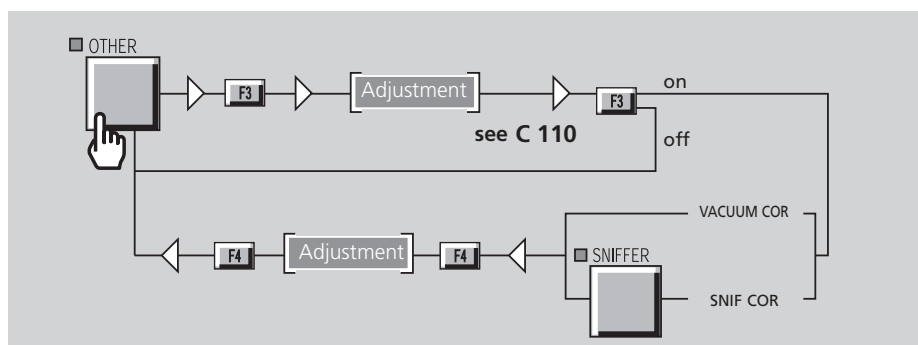 OTHER
F3
Adjustment
F3
on
see C 110
off
VACUUM COR
F4
Adjustment
F4
SNIFFER
SNIF COR